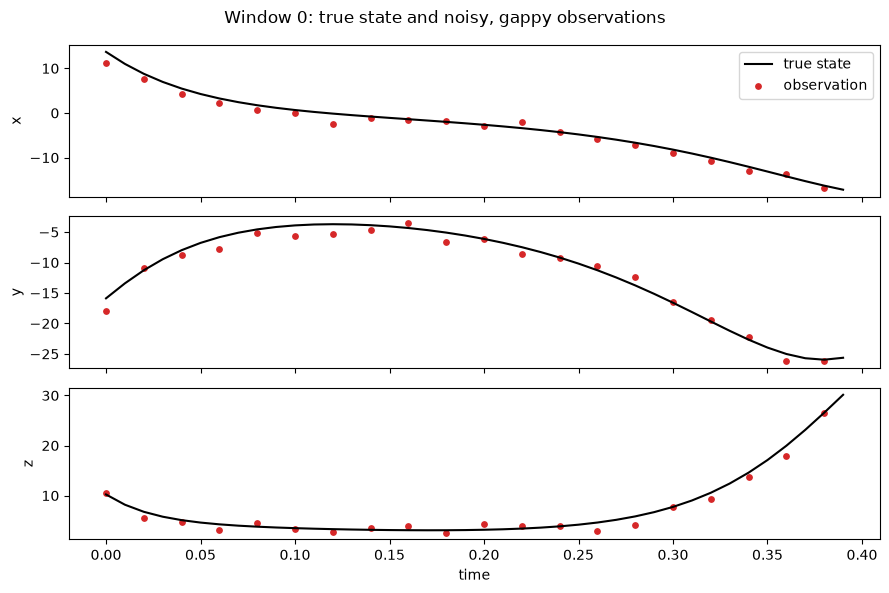 Window 0: true state and noisy, gappy observations
true state
observation
10
0
−10
x
−5
−10
−15
−20
−25
y
30
20
10
z
0.00 0.05 0.10 0.15 0.20 0.25 0.30 0.35 0.40
time